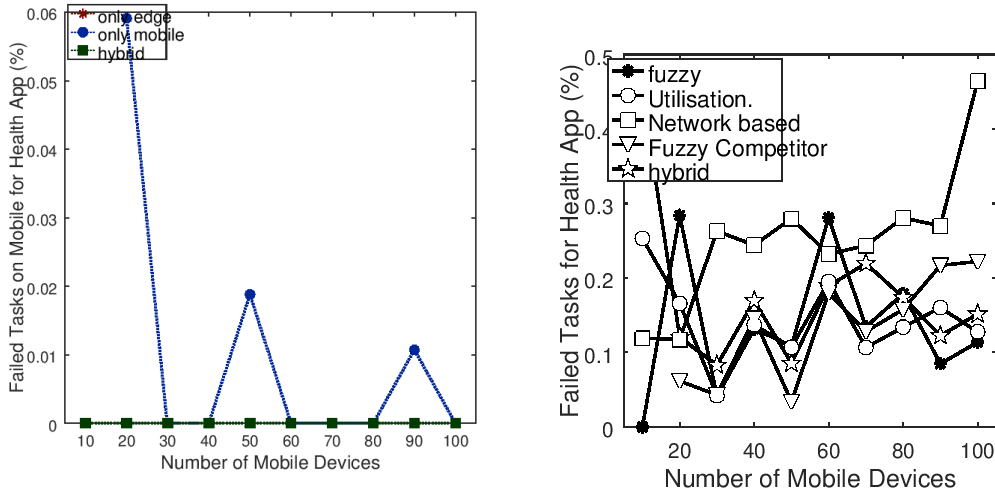 0.06
0.05
0.04
0.03
0.02
0.01
0
Failed Tasks on Mobile for Health App (%)
only edge
only mobile
hybrid
10 20 30 40 50 60 70 80 90 100
Number of Mobile Devices
0.5
0.4
0.3
0.2
0.1
0
Failed Tasks for Health App (%)
fuzzy
Utilisation.
Network based
Fuzzy Competitor
hybrid
20 40 60 80 100
Number of Mobile Devices